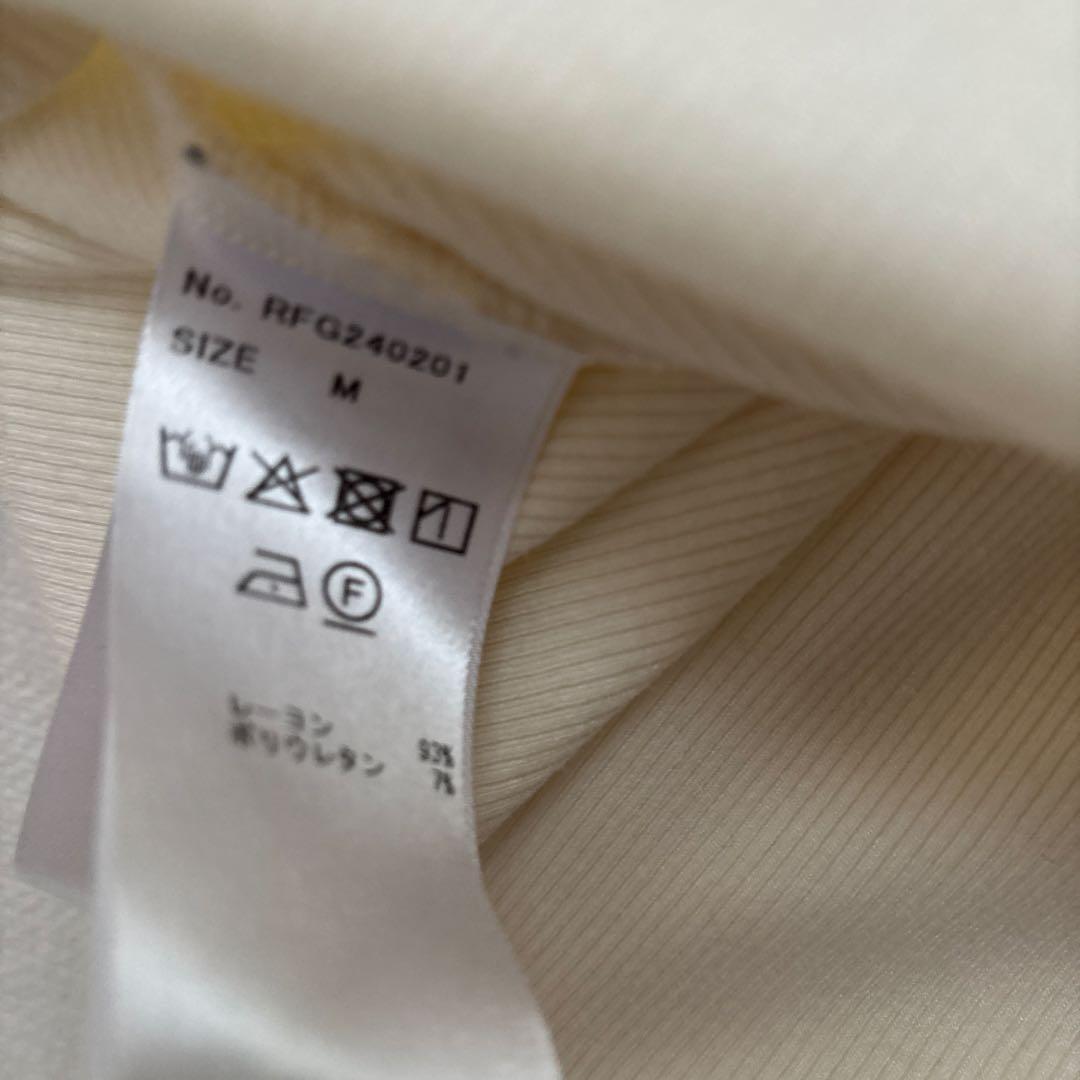 No. RFG240201
SIZE M
F
レーヨン 93%
ポリウレタン 7%